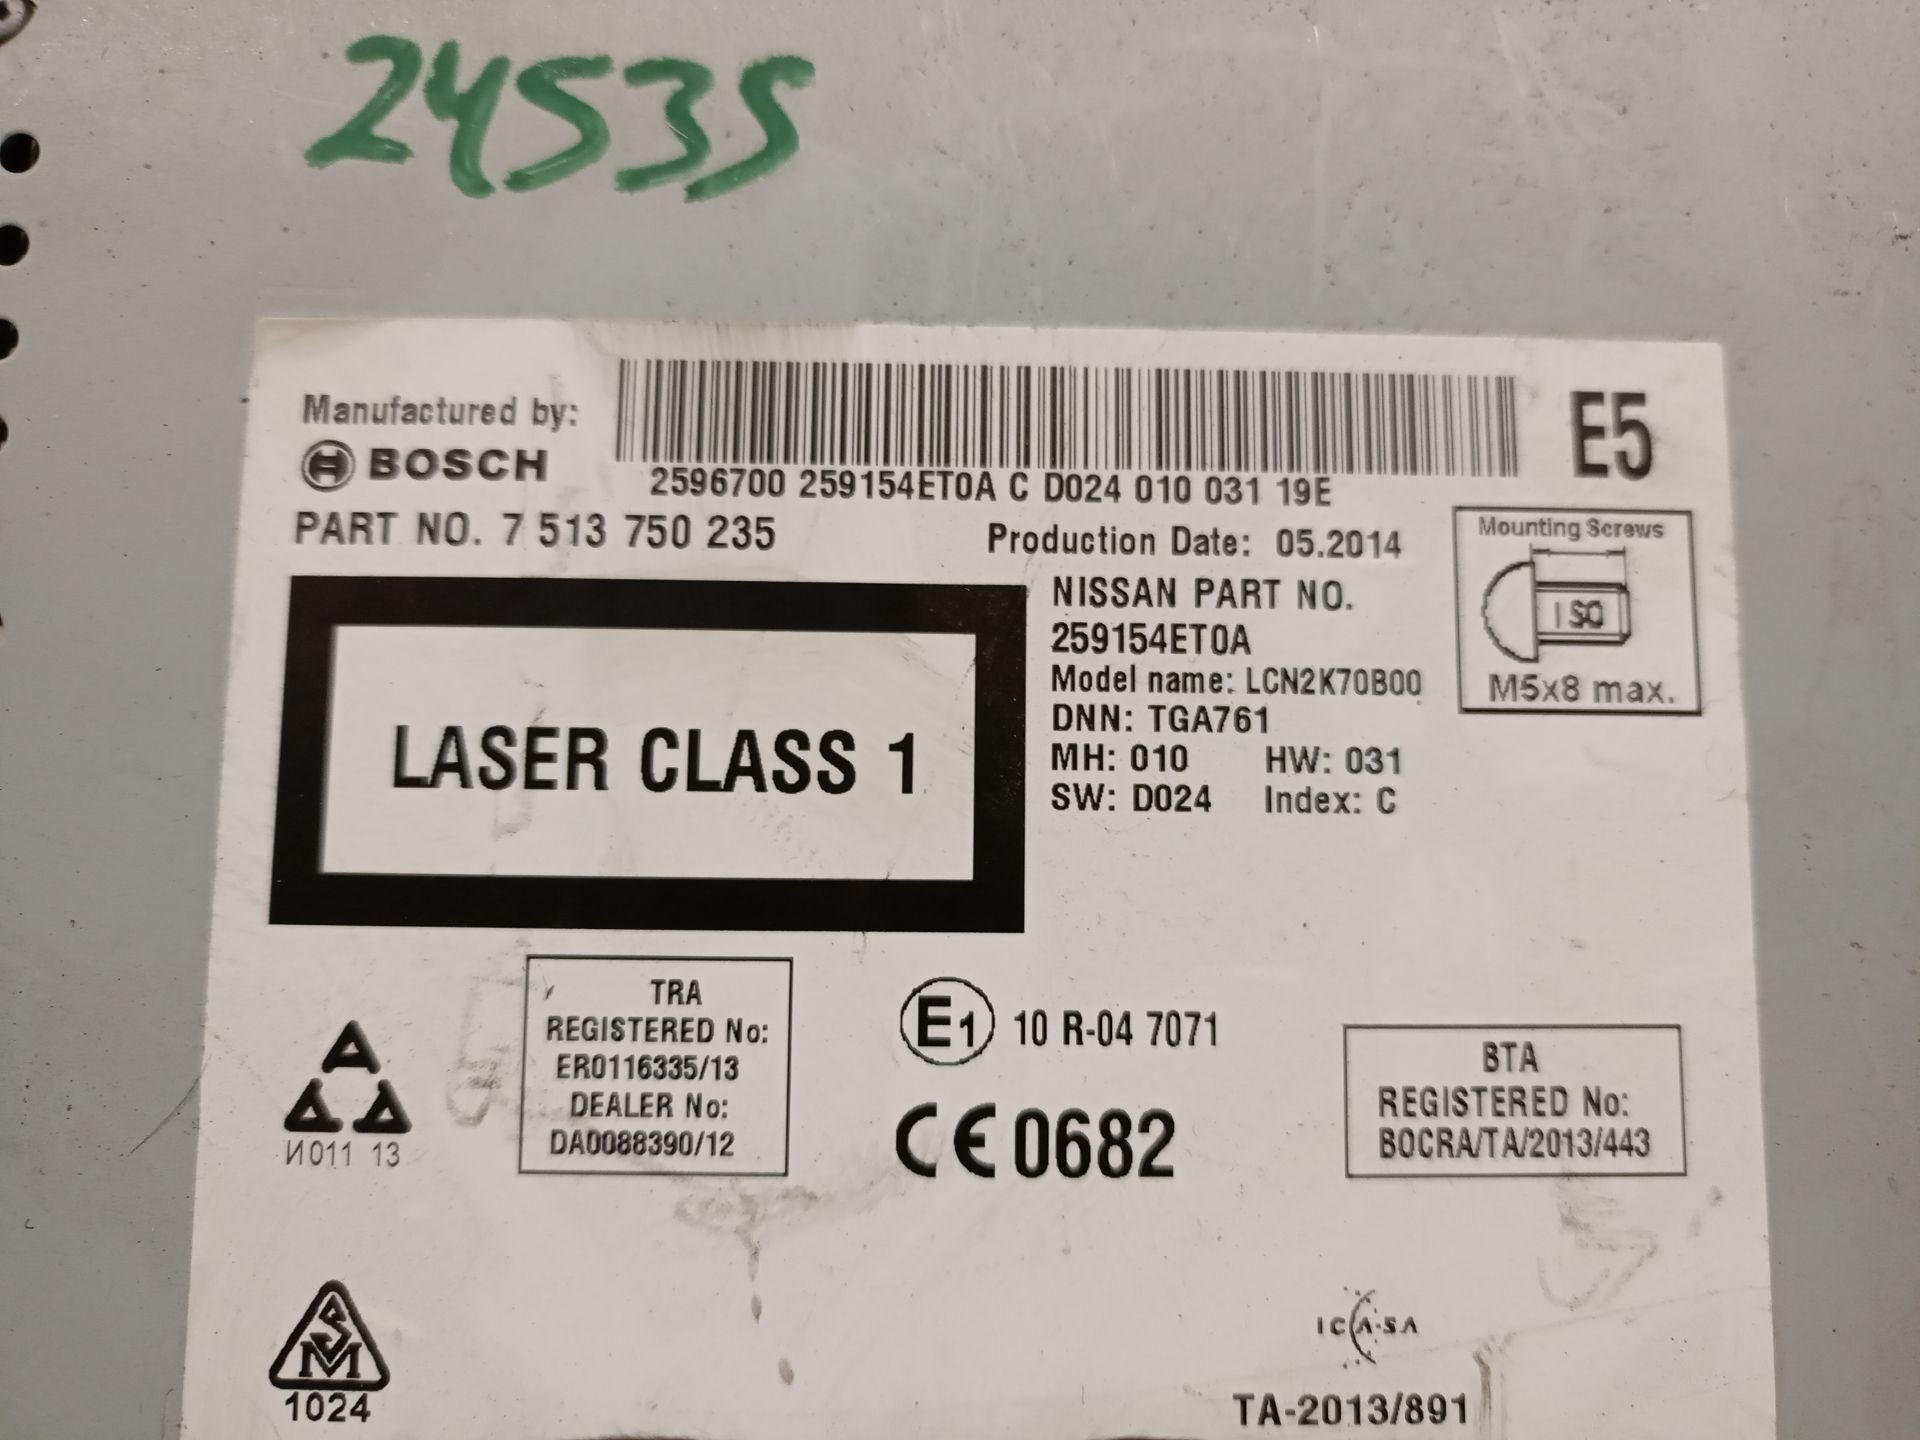 24535
Manufactured by:
BOSCH
2596700 259154ET0A C D024 010 031 19E
E5
PART NO. 7 513 750 235
Production Date: 05.2014
Mounting Screws
ISO
M5x8 max.
NISSAN PART NO.
259154ET0A
Model name: LCN2K70B00
DNN: TGA761
MH: 010 HW: 031
SW: D024 Index: C
LASER CLASS 1
TRA
REGISTERED No:
ER0116335/13
DEALER No:
DA0088390/12
E1 10 R-04 7071
CE 0682
BTA
REGISTERED No:
BOCRA/TA/2013/443
И011 13
SM
1024
ICASA
TA-2013/891